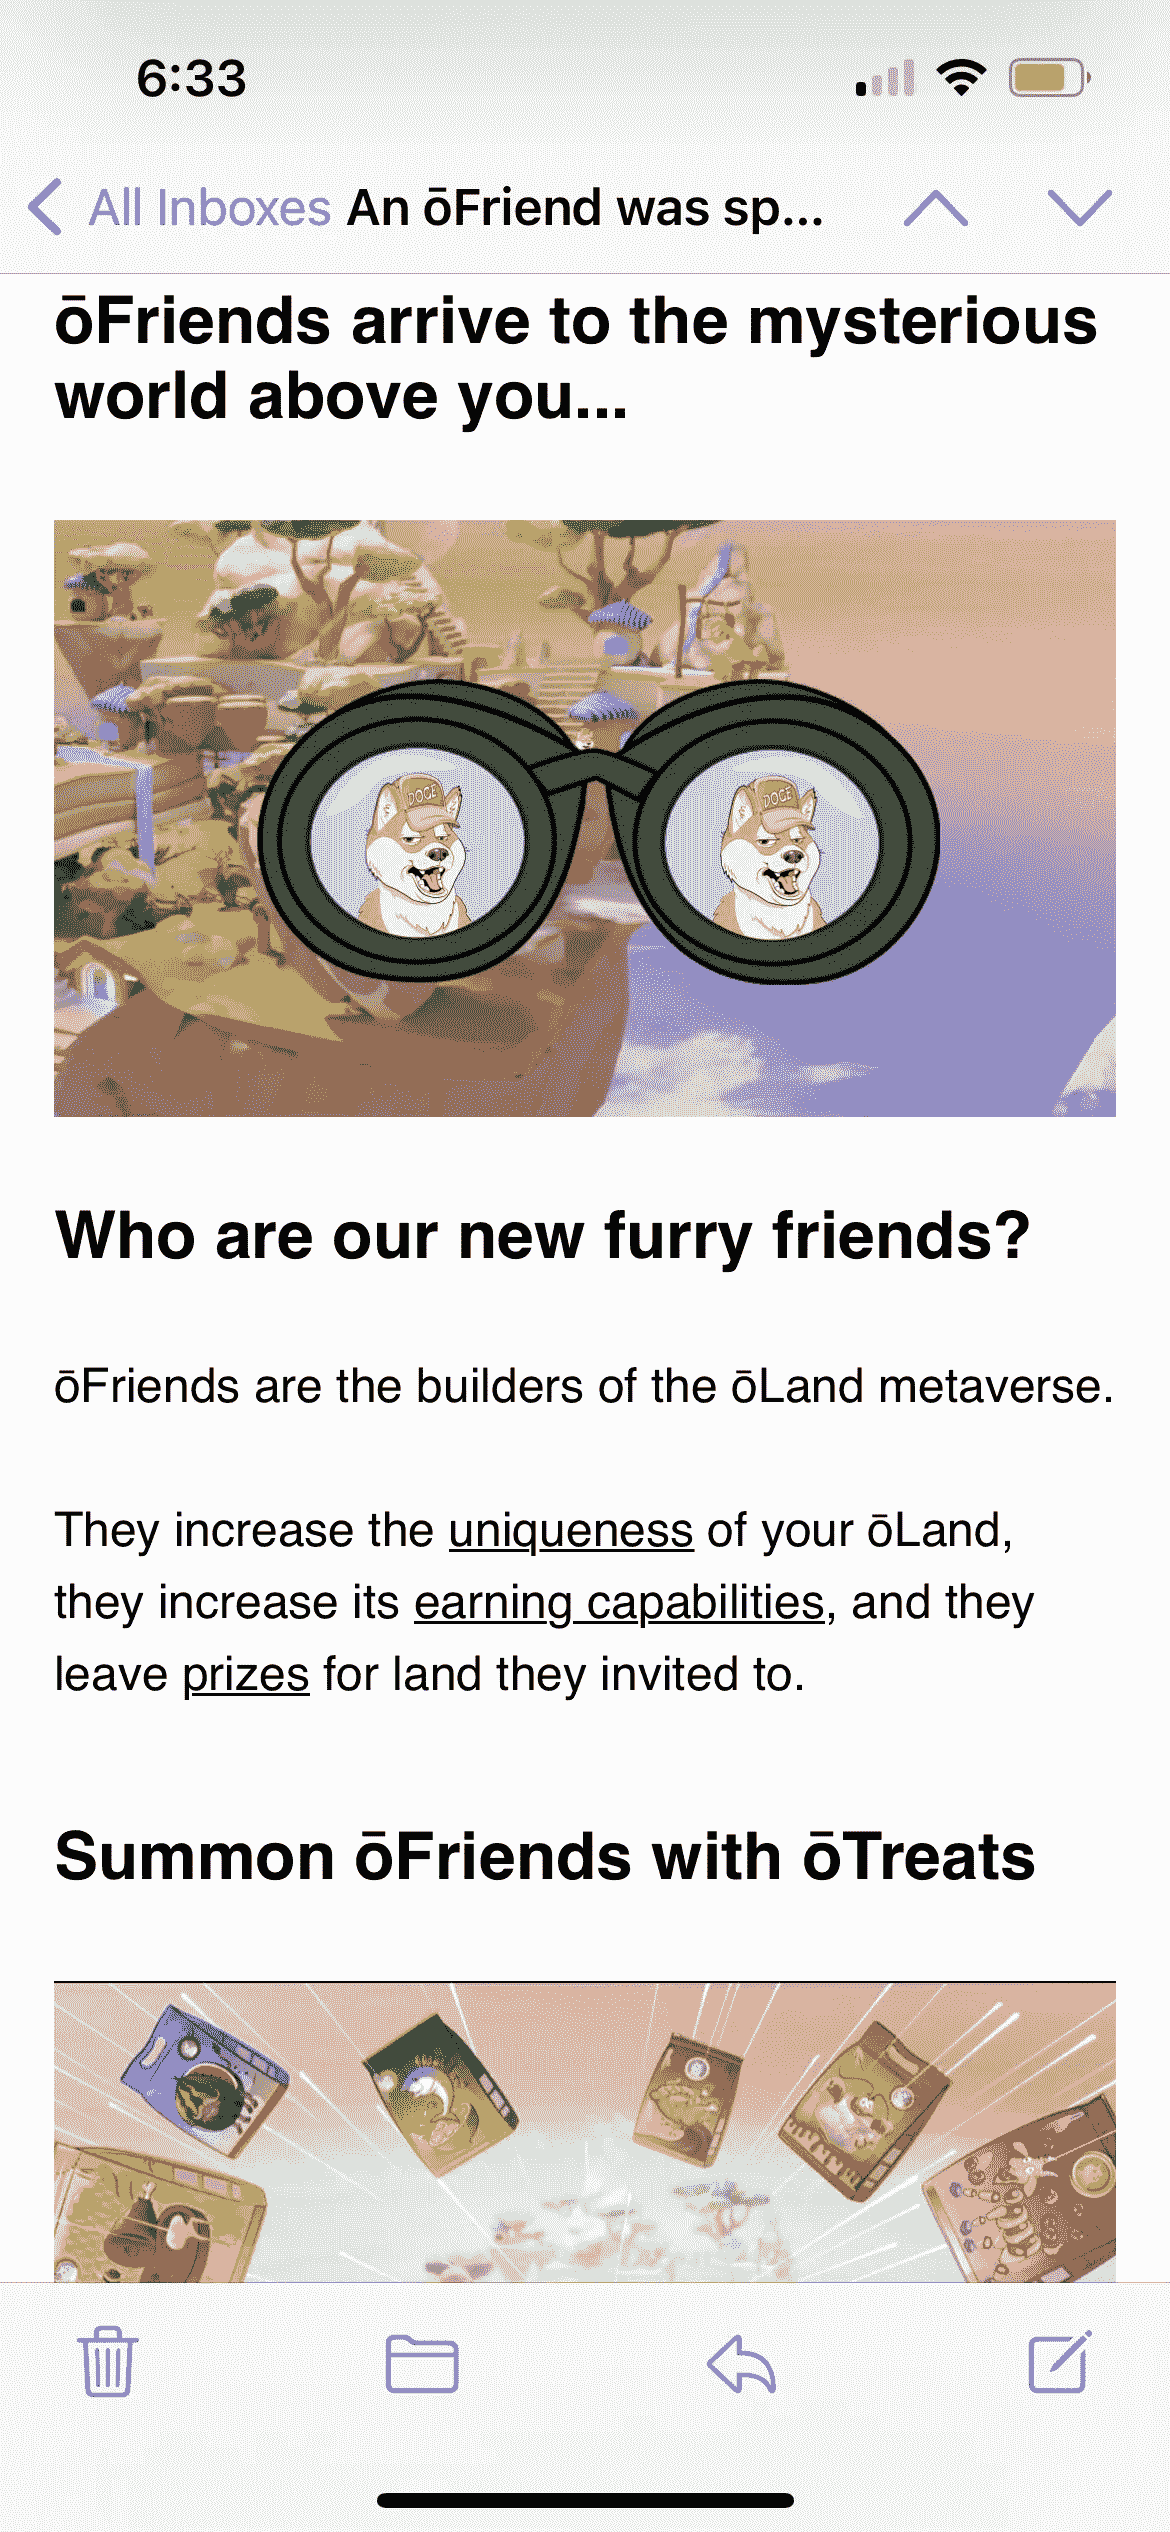 6:33
All Inboxes An ōFriend was sp...
ōFriends arrive to the mysterious
world above you...
DOGE DOGE
Who are our new furry friends?
ōFriends are the builders of the ōLand metaverse.
They increase the uniqueness of your ōLand,
they increase its earning capabilities, and they
leave prizes for land they invited to.
Summon ōFriends with ōTreats